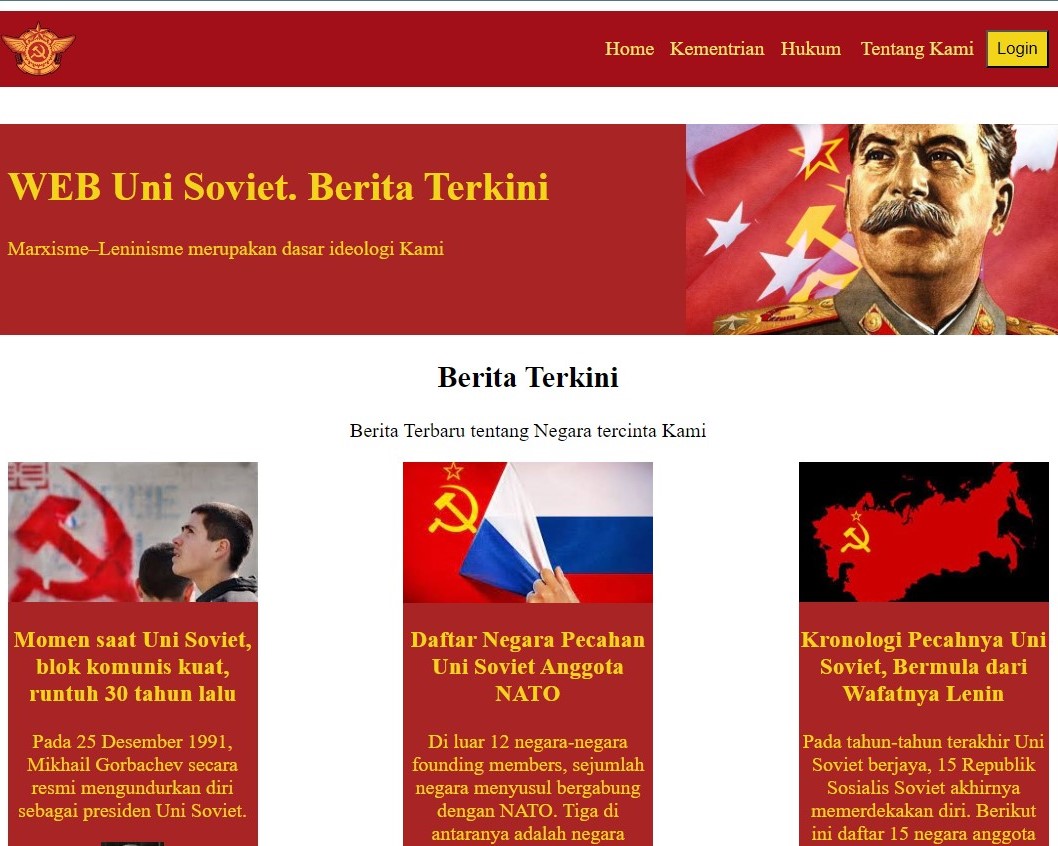 Home Kementrian Hukum Tentang Kami Login
WEB Uni Soviet. Berita Terkini
Marxisme–Leninisme merupakan dasar ideologi Kami
Berita Terkini
Berita Terbaru tentang Negara tercinta Kami
Momen saat Uni Soviet,
blok komunis kuat,
runtuh 30 tahun lalu
Pada 25 Desember 1991,
Mikhail Gorbachev secara
resmi mengundurkan diri
sebagai presiden Uni Soviet.
Daftar Negara Pecahan
Uni Soviet Anggota
NATO
Di luar 12 negara-negara
founding members, sejumlah
negara menyusul bergabung
dengan NATO. Tiga di
antaranya adalah negara
Kronologi Pecahnya Uni
Soviet, Bermula dari
Wafatnya Lenin
Pada tahun-tahun terakhir Uni
Soviet berjaya, 15 Republik
Sosialis Soviet akhirnya
memerdekakan diri. Berikut
ini daftar 15 negara anggota